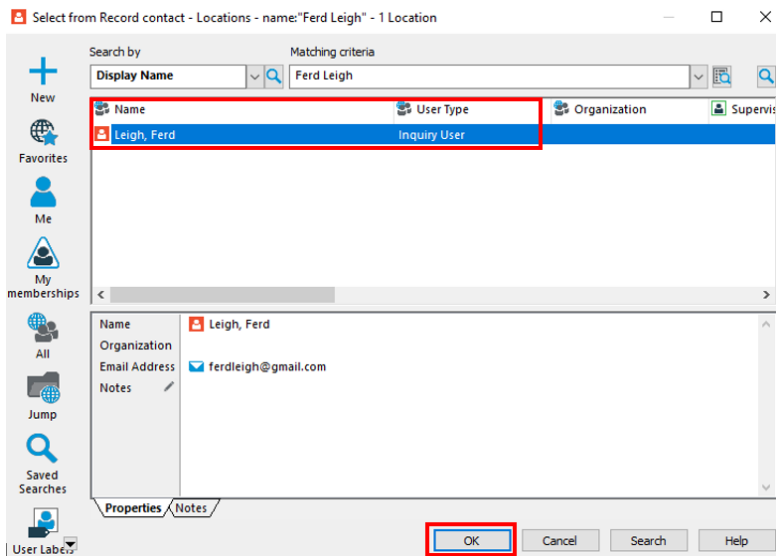 Select from Record contact - Locations - name:"Ferd Leigh" - 1 Location
Search by
Matching criteria
Display Name
Ferd Leigh
New
Favorites
Me
My
memberships
All
Jump
Saved
Searches
User Labels
Name
User Type
Organization
Supervis
Leigh, Ferd
Inquiry User
Name
Leigh, Ferd
Organization
Email Address
ferdleigh@gmail.com
Notes
Properties
Notes
OK
Cancel
Search
Help